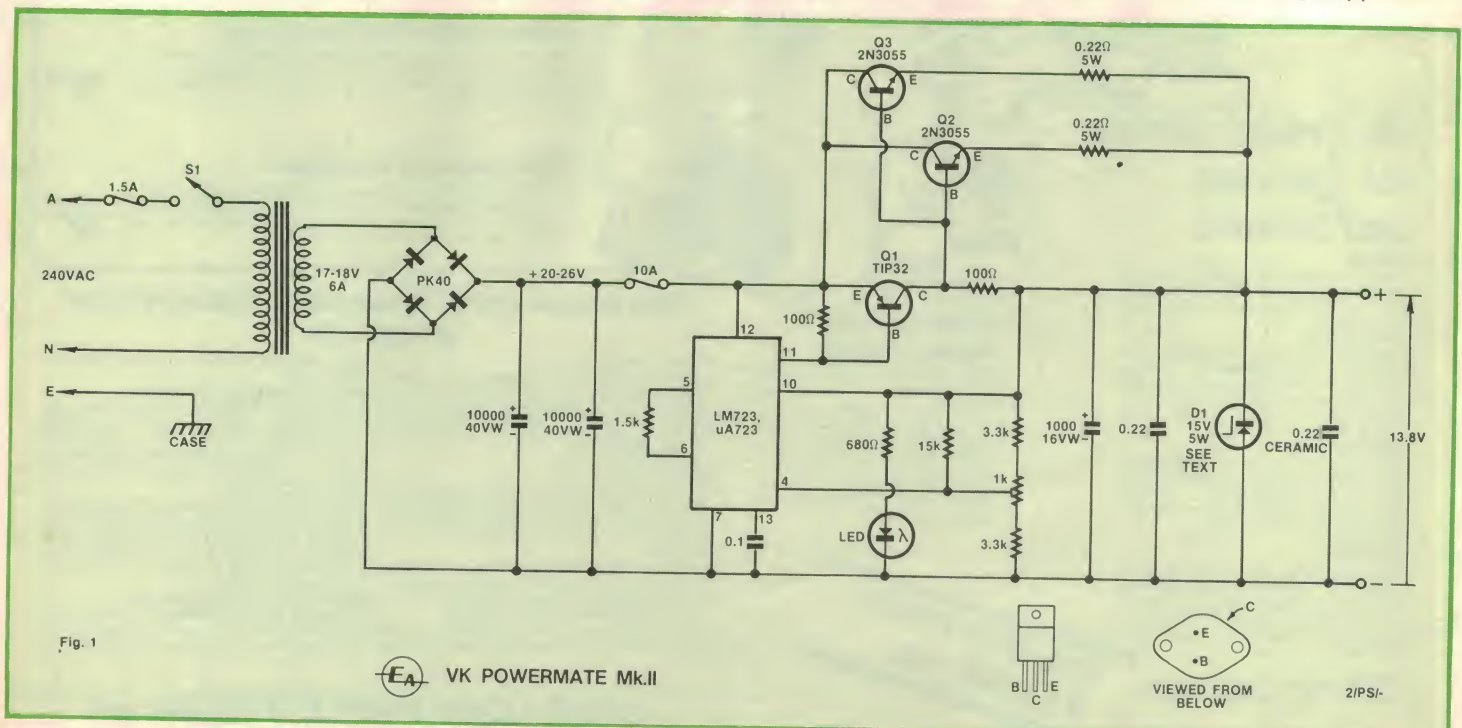 Q3
2N3055
0.22Ω
5W
C
E
B
Q2
2N3055
0.22Ω
5W
C
E
B
S1
1.5A
A
240VAC
17-18V
6A
PK40
+ 20-26V
10A
Q1
TIP32
E
C
B
100Ω
100Ω
+
N
E
CASE
12
11
10
5
6
4
7
13
LM723,
uA723
1.5k
10000
40VW
+
-
10000
40VW
+
-
0.1
680Ω
15k
3.3k
1k
3.3k
LED
λ
1000
16VW
+
-
0.22
D1
15V
5W
SEE
TEXT
0.22
CERAMIC
13.8V
-
Fig. 1
EA
VK POWERMATE Mk.II
B
C
E
C
E
B
VIEWED FROM
BELOW
2/PS/-